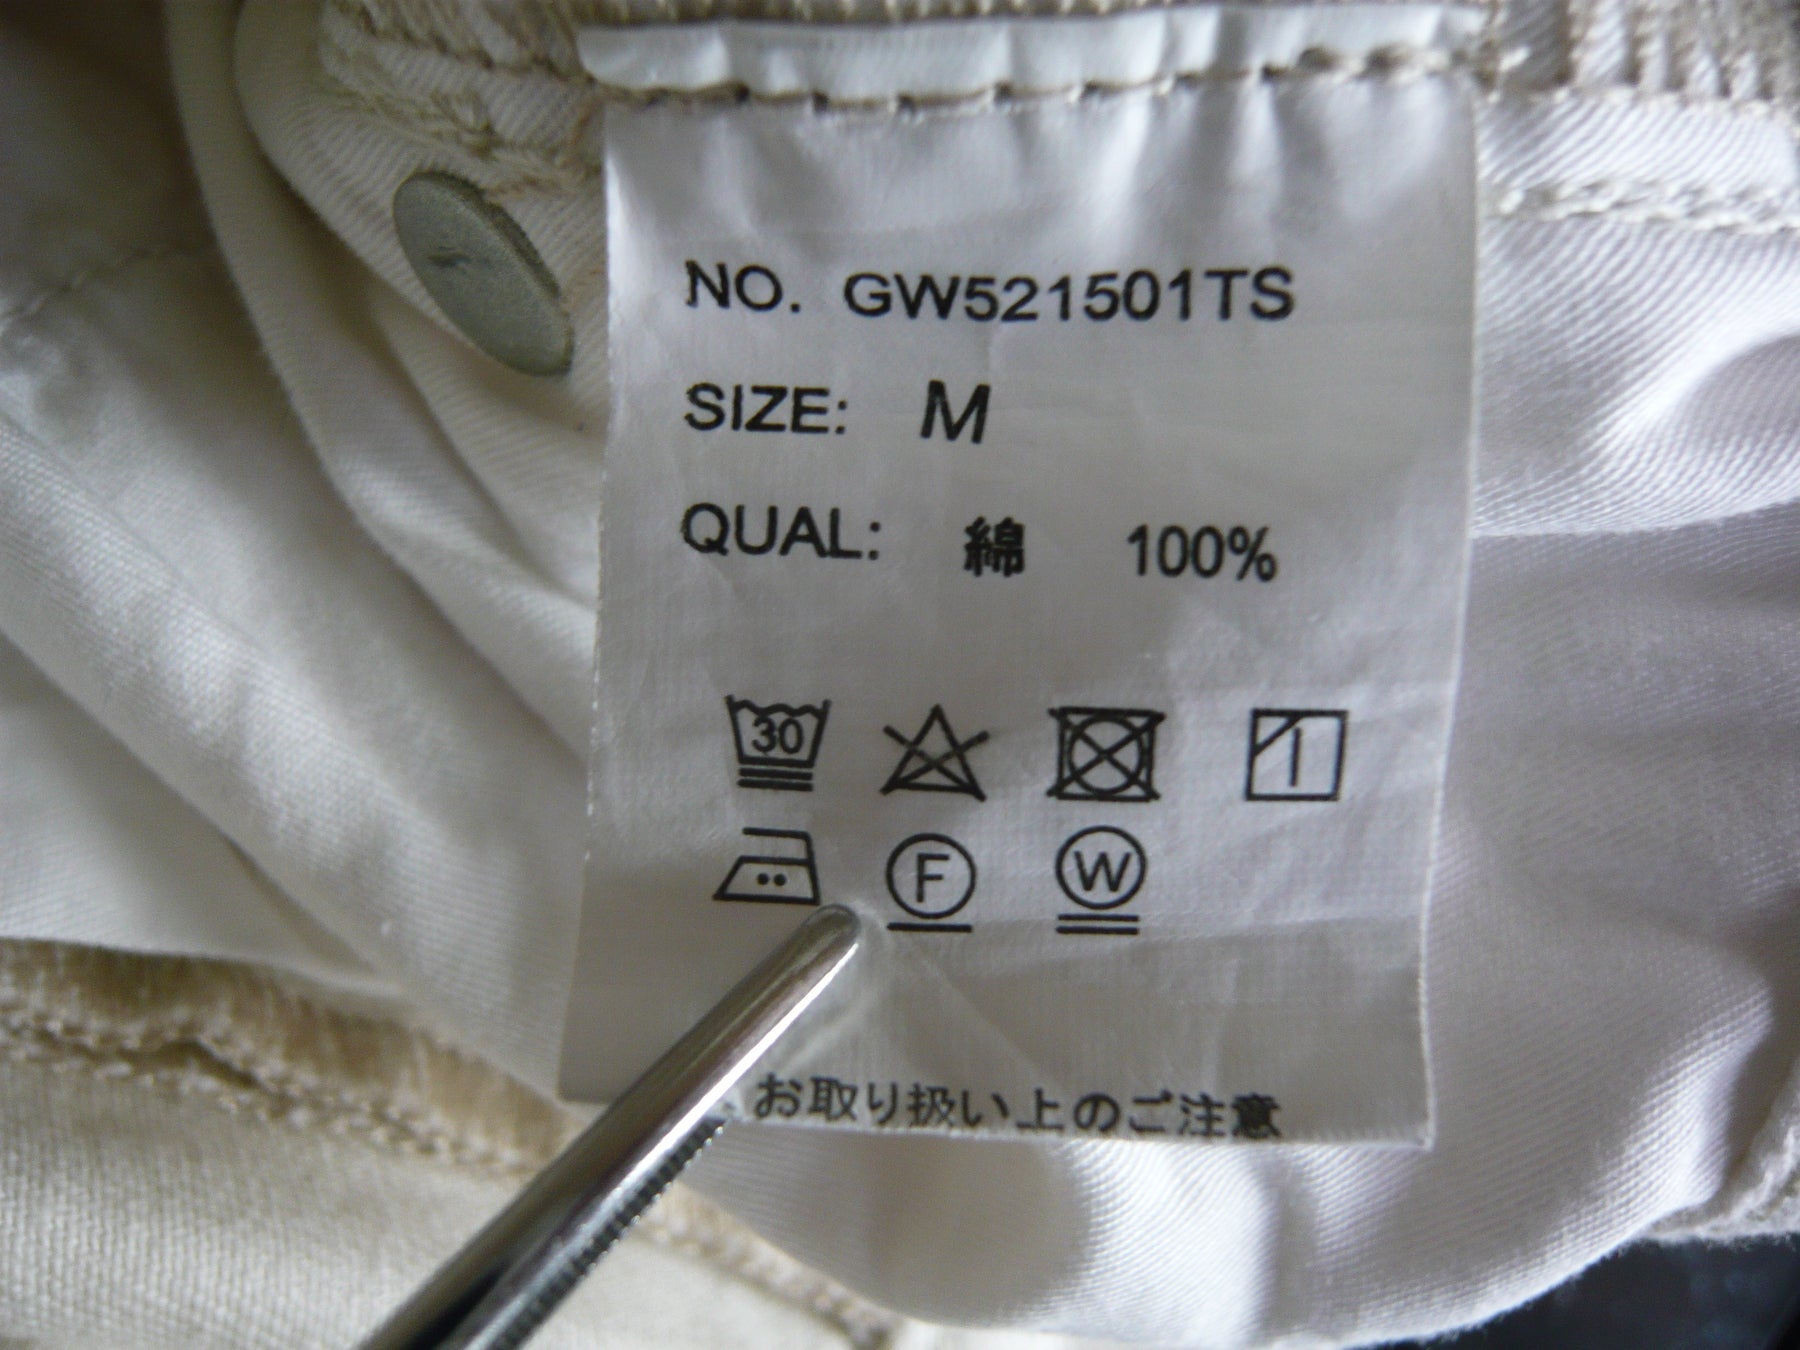 NO. GW521501TS
SIZE: M
QUAL: 綿 100%
30
F W
お取り扱い上のご注意